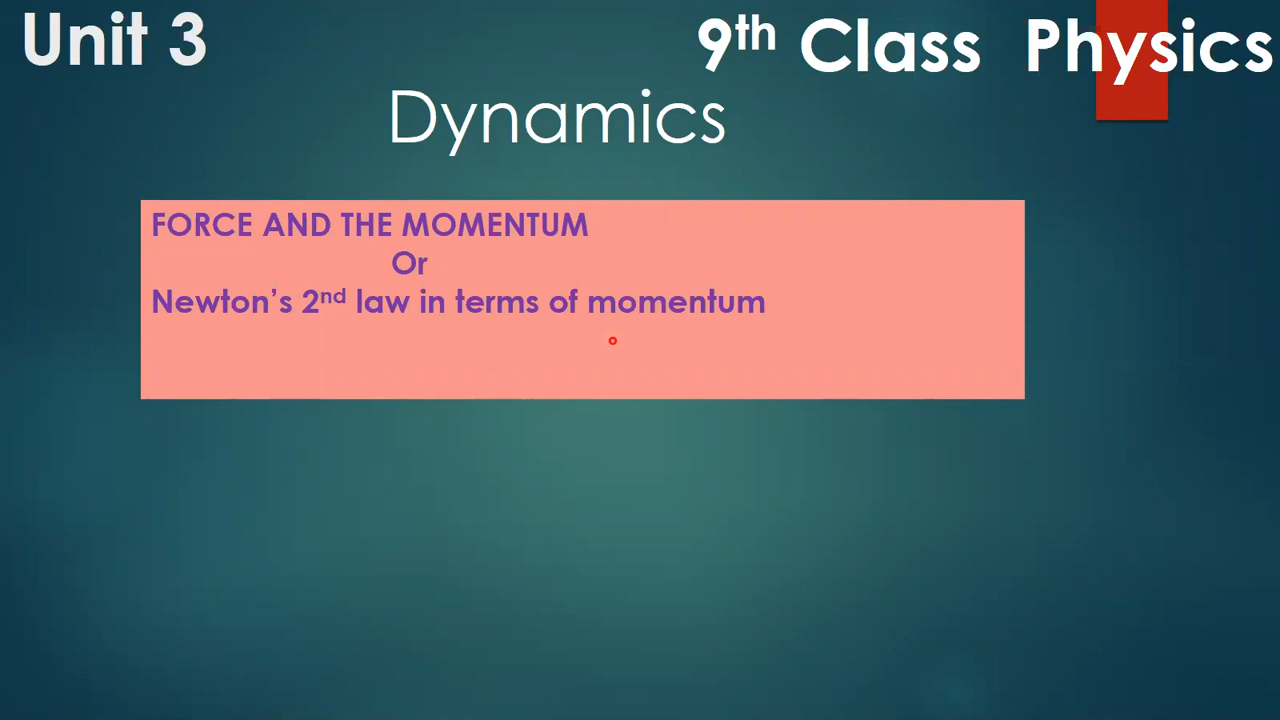 Unit 3
9th Class Physics
Dynamics
FORCE AND THE MOMENTUM
Or
Newton’s 2nd law in terms of momentum